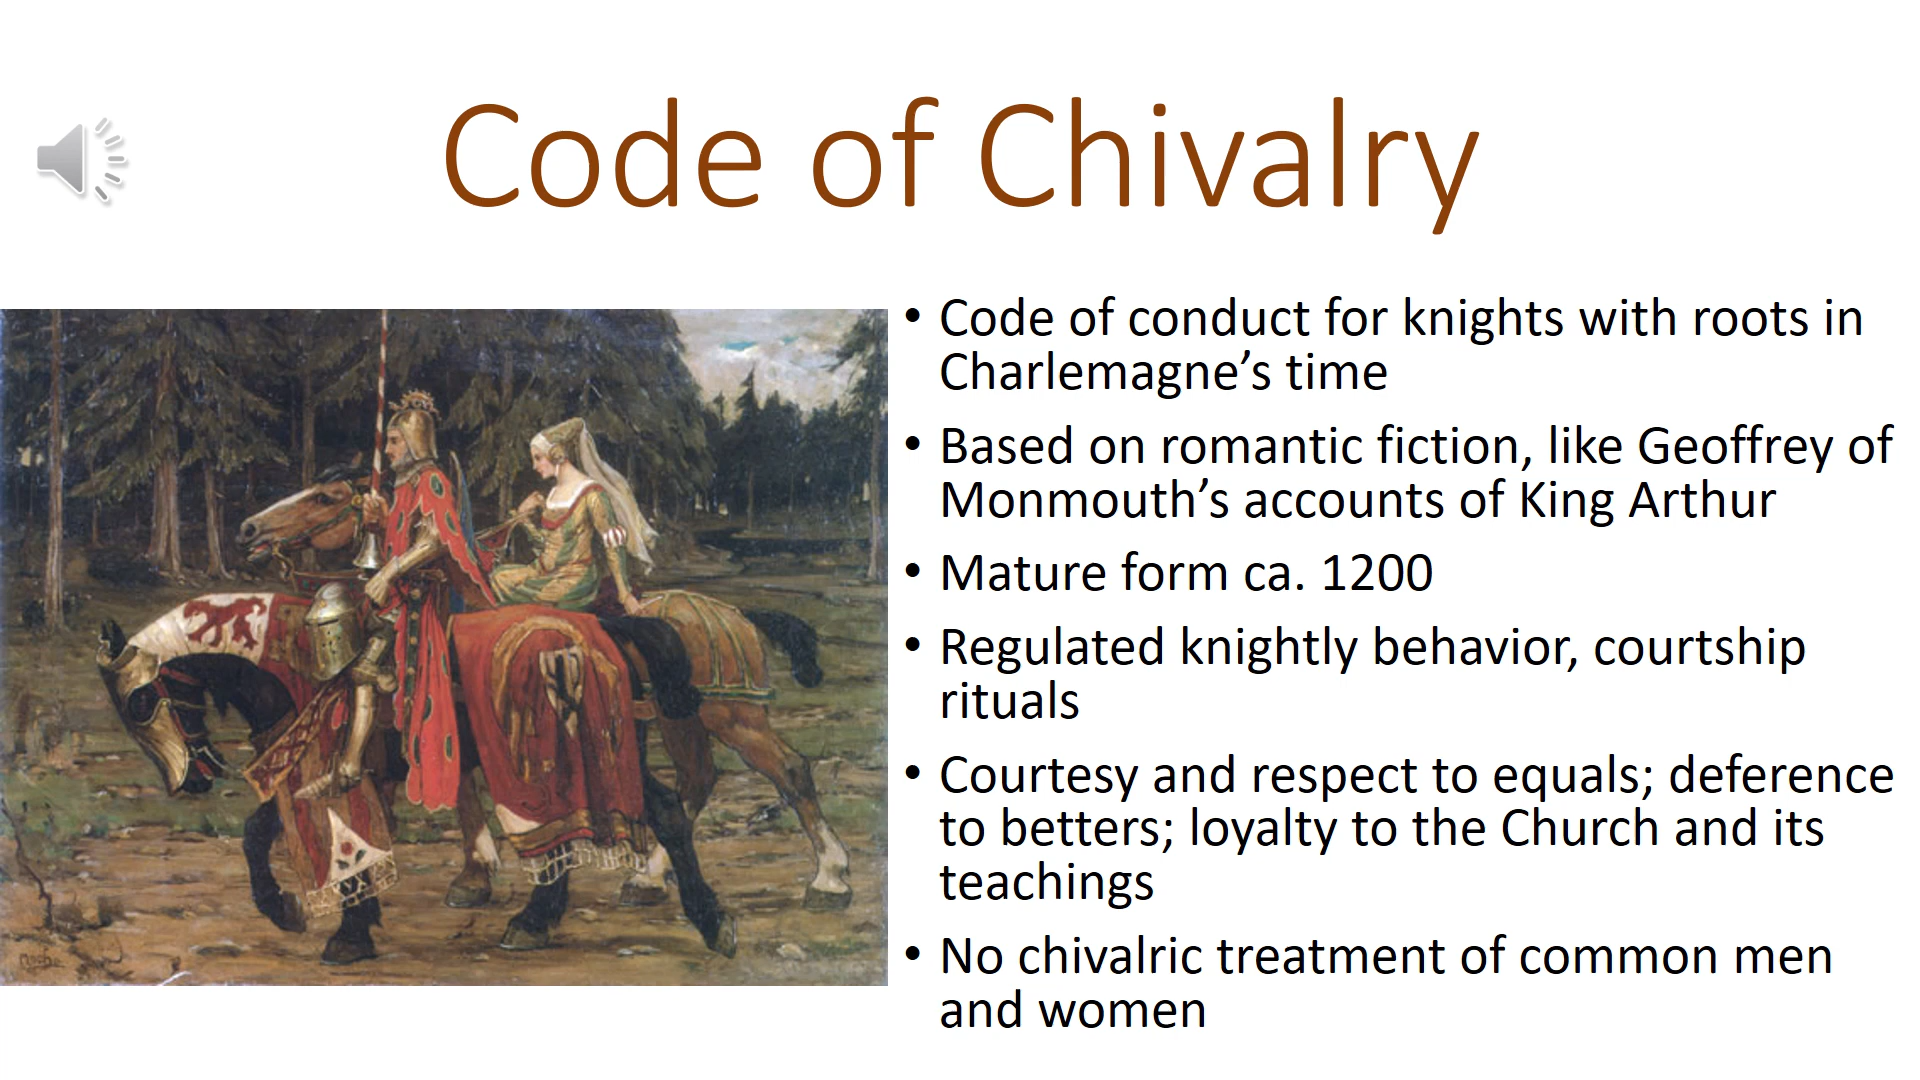 Code of Chivalry
• Code of conduct for knights with roots in
Charlemagne’s time
• Based on romantic fiction, like Geoffrey of
Monmouth’s accounts of King Arthur
• Mature form ca. 1200
• Regulated knightly behavior, courtship
rituals
• Courtesy and respect to equals; deference
to betters; loyalty to the Church and its
teachings
• No chivalric treatment of common men
and women